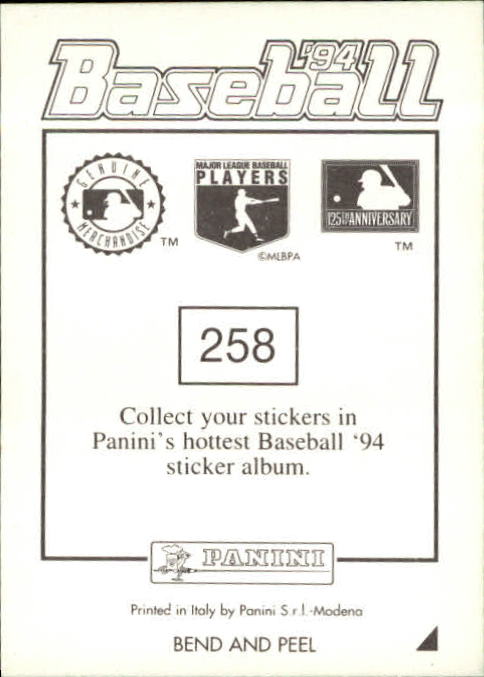 Baseball '94
GENUINE MERCHANDISE
TM
MAJOR LEAGUE BASEBALL
PLAYERS
©MLBPA
125TH ANNIVERSARY
TM
258
Collect your stickers in
Panini's hottest Baseball ‘94
sticker album.
PANINI
Printed in Italy by Panini S.r.l.-Modena
BEND AND PEEL